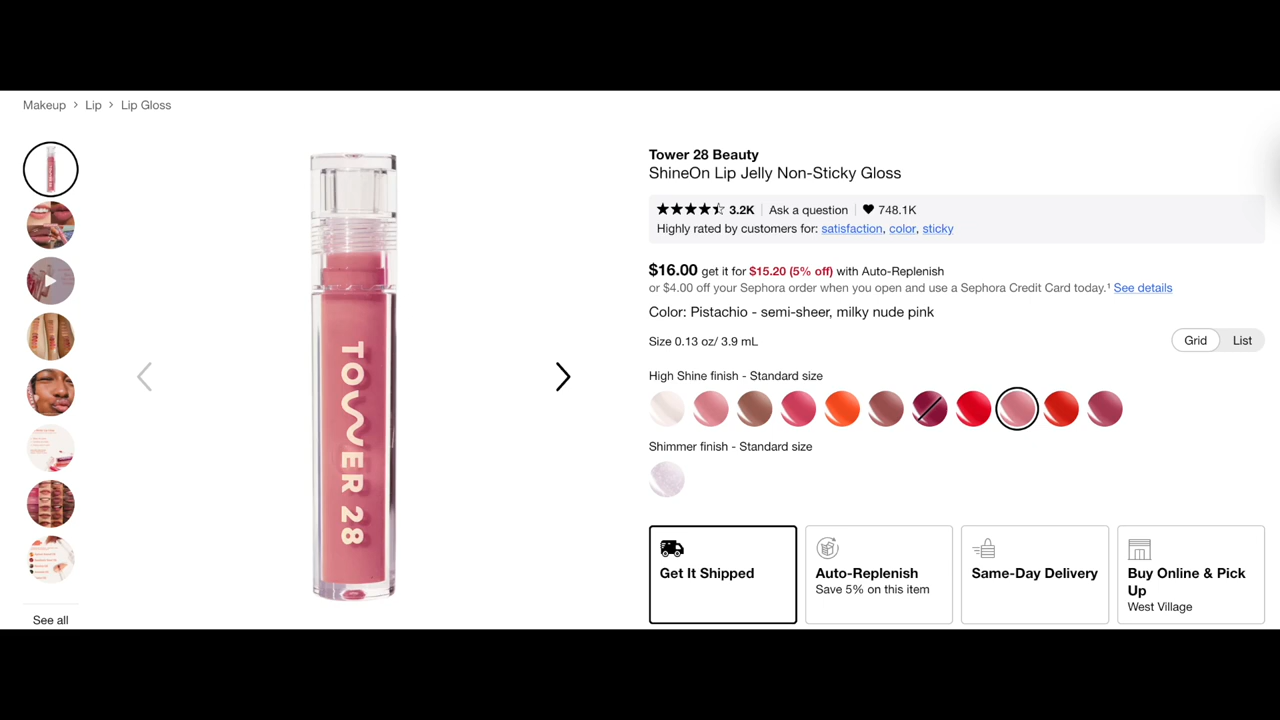 Makeup > Lip > Lip Gloss
See all
TOWER 28
Tower 28 Beauty
ShineOn Lip Jelly Non-Sticky Gloss
3.2K | Ask a question | 748.1K
Highly rated by customers for: satisfaction, color, sticky
$16.00 get it for $15.20 (5% off) with Auto-Replenish
or $4.00 off your Sephora order when you open and use a Sephora Credit Card today.¹ See details
Color: Pistachio - semi-sheer, milky nude pink
Size 0.13 oz/ 3.9 mL
Grid List
High Shine finish - Standard size
Shimmer finish - Standard size
Get It Shipped
Auto-Replenish
Save 5% on this item
Same-Day Delivery
Buy Online & Pick
Up
West Village